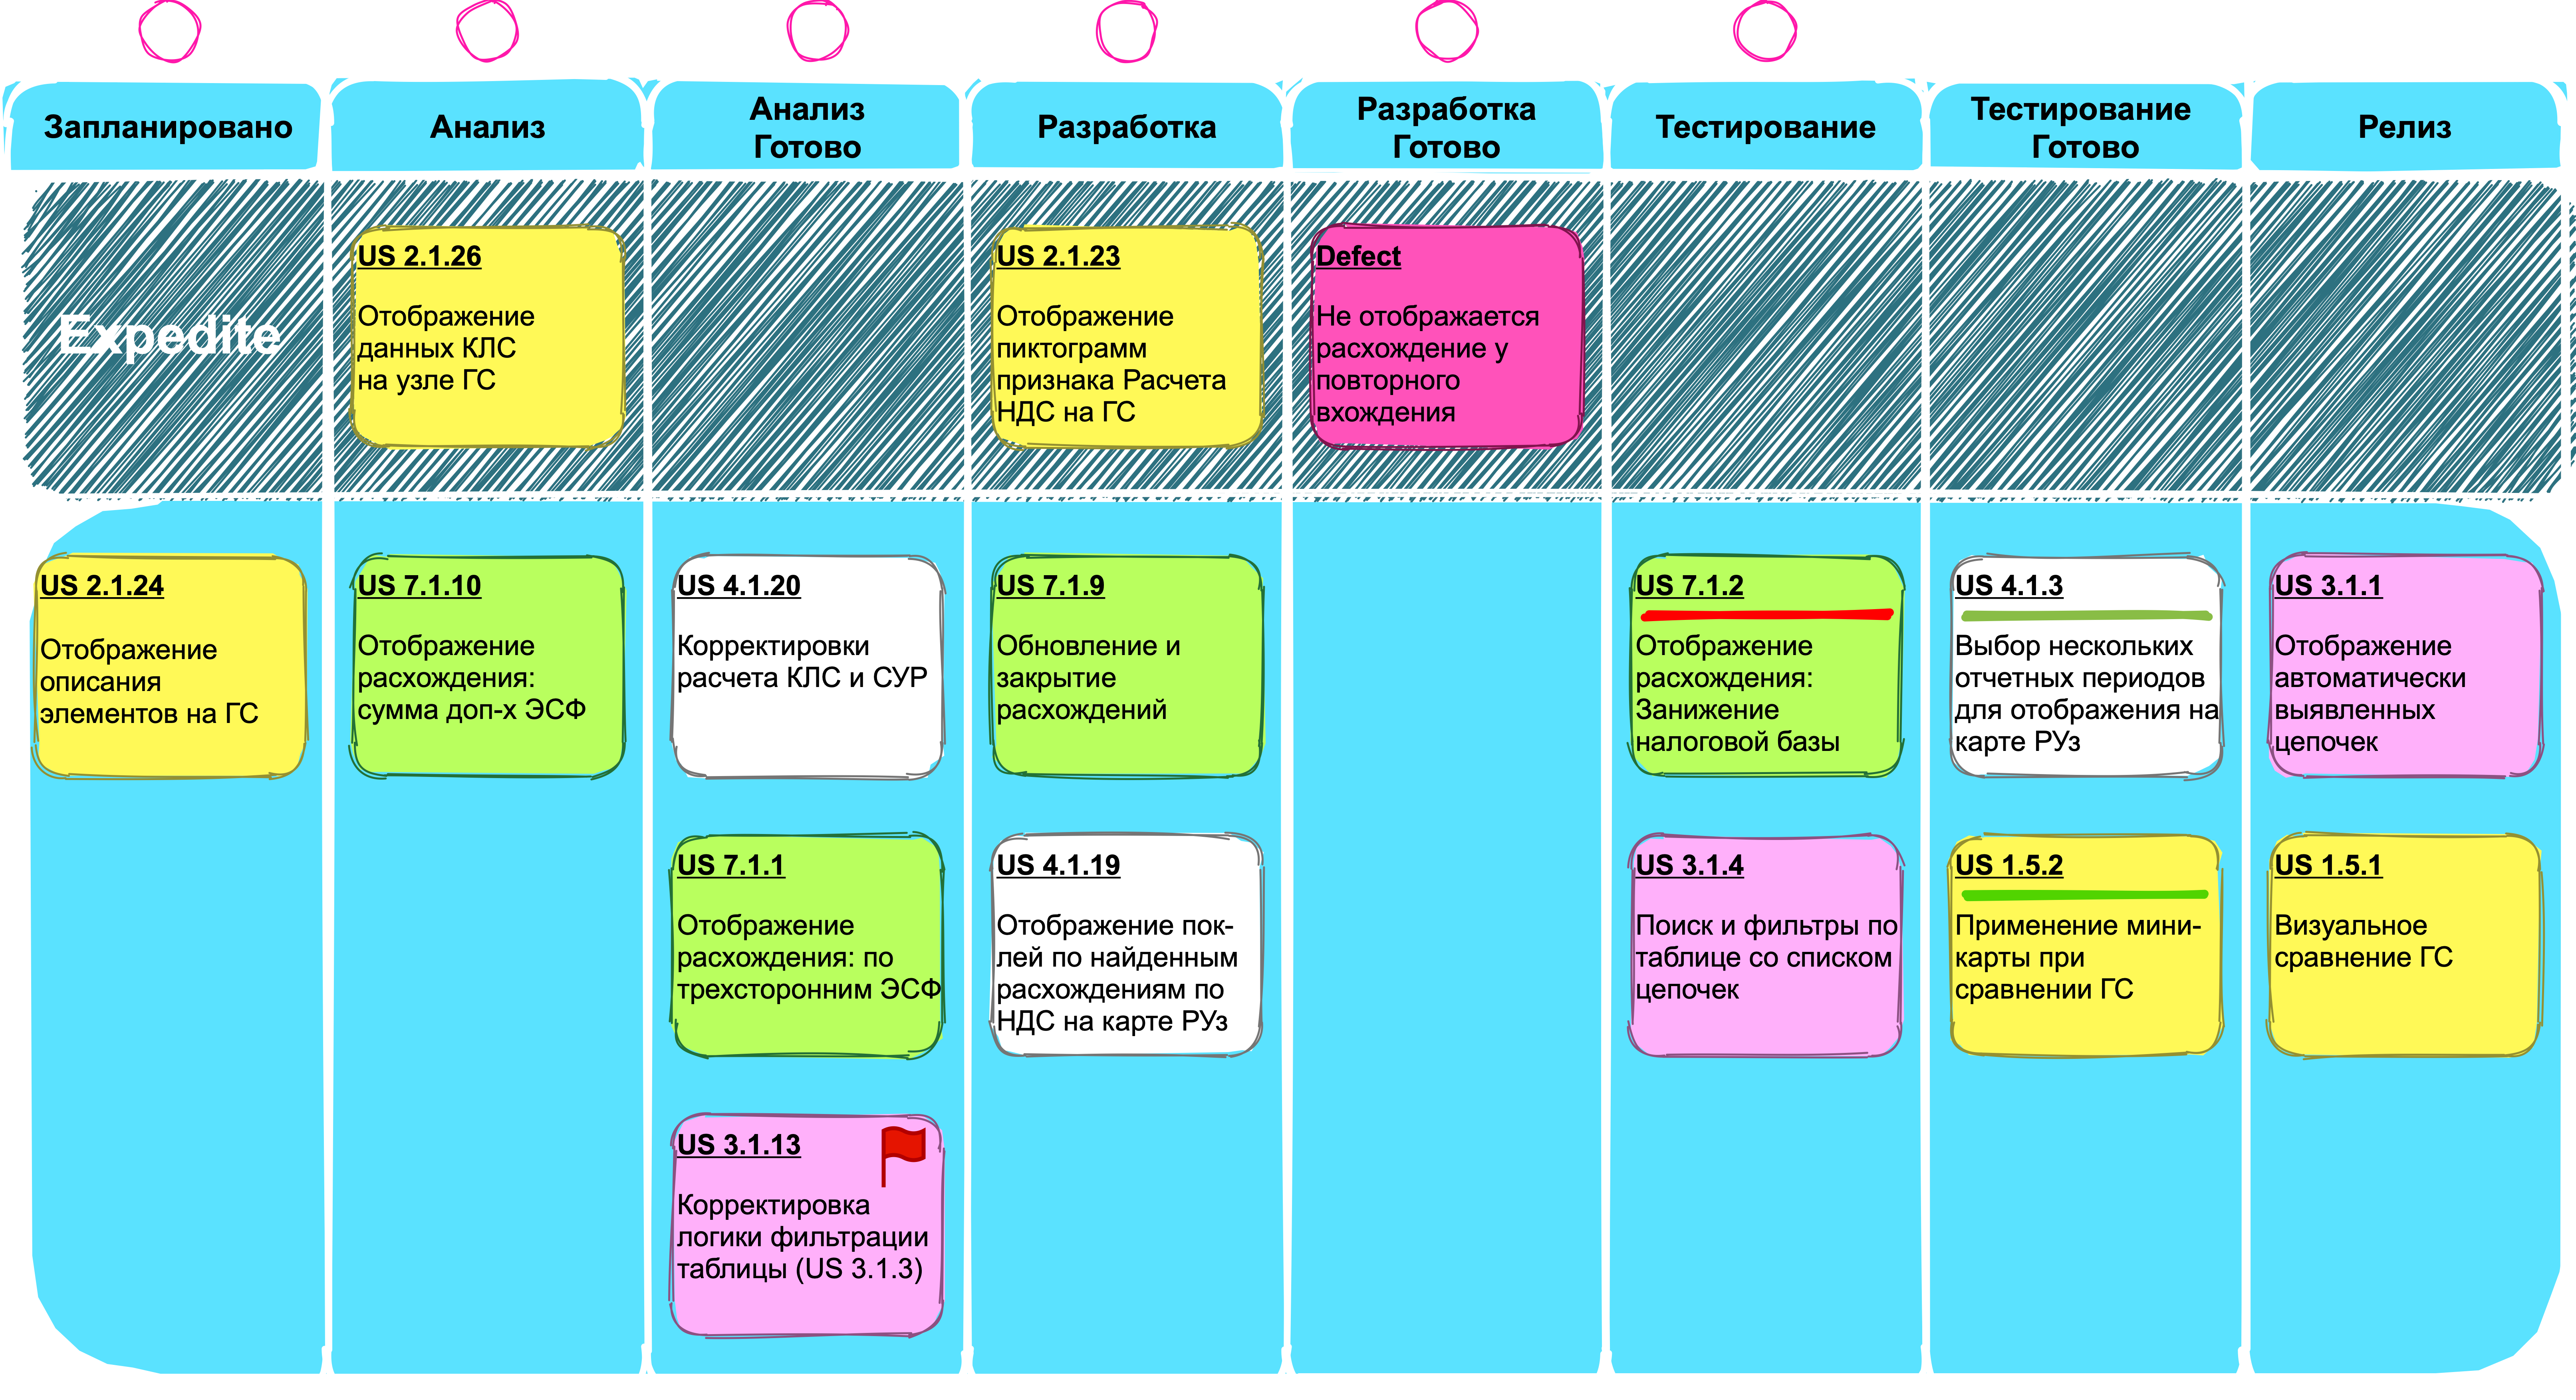 Запланировано
Анализ
Анализ
Готово
Разработка
Разработка
Готово
Тестирование
Тестирование
Готово
Релиз
Expedite
US 2.1.26
Отображение
данных КЛС
на узле ГС
US 2.1.23
Отображение
пиктограмм
признака Расчета
НДС на ГС
Defect
Не отображается
расхождение у
повторного
вхождения
US 2.1.24
Отображение
описания
элементов на ГС
US 7.1.10
Отображение
расхождения:
сумма доп-х ЭСФ
US 4.1.20
Корректировки
расчета КЛС и СУР
US 7.1.9
Обновление и
закрытие
расхождений
US 7.1.2
Отображение
расхождения:
Занижение
налоговой базы
US 4.1.3
Выбор нескольких
отчетных периодов
для отображения на
карте РУз
US 3.1.1
Отображение
автоматически
выявленных
цепочек
US 7.1.1
Отображение
расхождения: по
трехсторонним ЭСФ
US 4.1.19
Отображение пок-
лей по найденным
расхождениям по
НДС на карте РУз
US 3.1.4
Поиск и фильтры по
таблице со списком
цепочек
US 1.5.2
Применение мини-
карты при
сравнении ГС
US 1.5.1
Визуальное
сравнение ГС
US 3.1.13
Корректировка
логики фильтрации
таблицы (US 3.1.3)